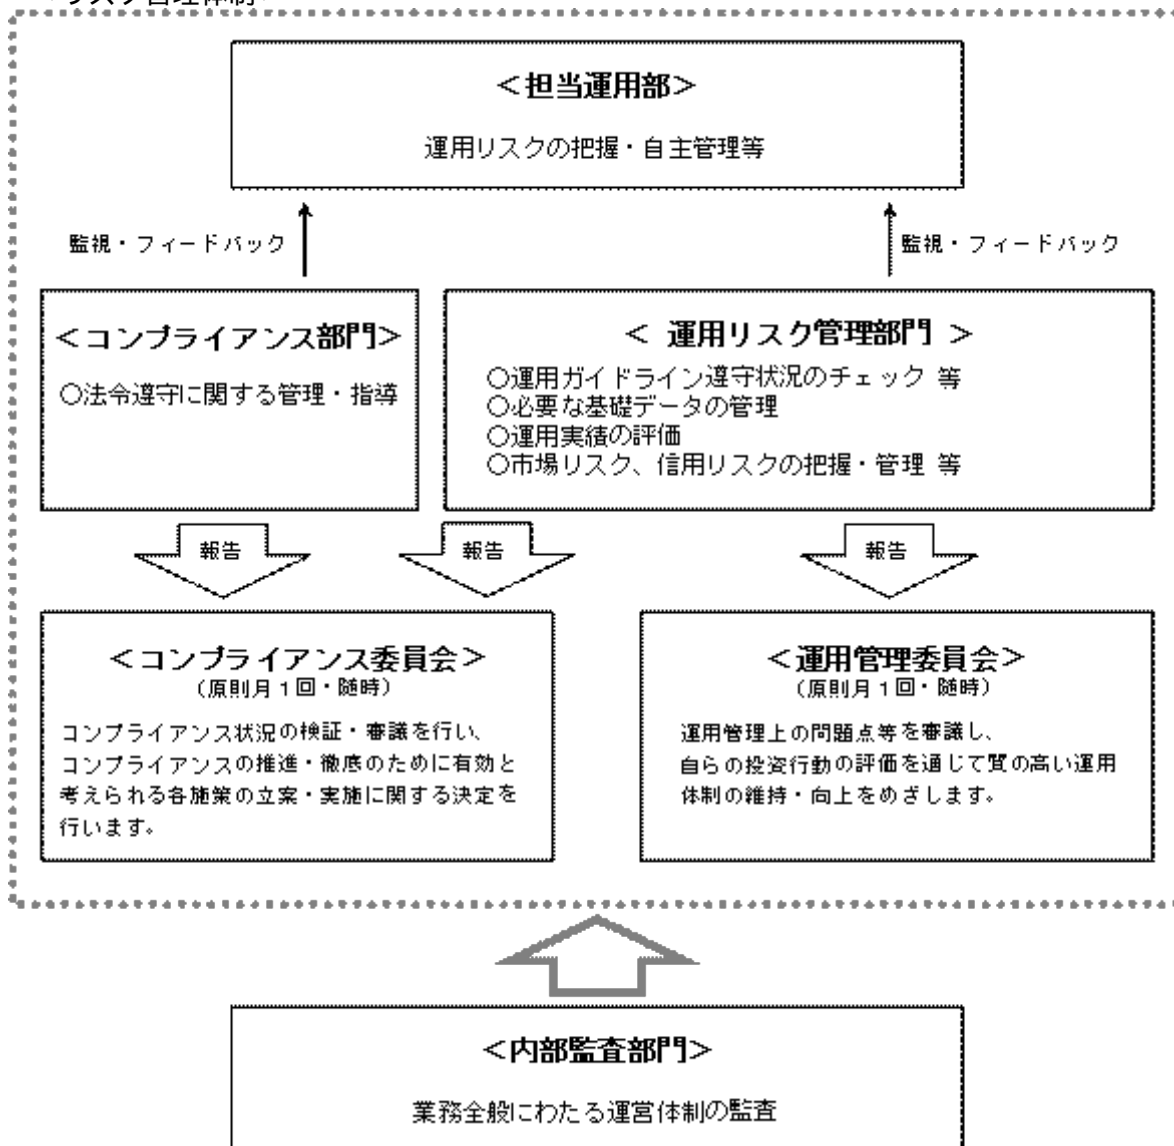 <担当運用部>
運用リスクの把握・自主管理等
監視・フィードバック
監視・フィードバック
<コンプライアンス部門>
○法令遵守に関する管理・指導
< 運用リスク管理部門 >
○運用ガイドライン遵守状況のチェック 等
○必要な基礎データの管理
○運用実績の評価
○市場リスク、信用リスクの把握・管理 等
報告
報告
報告
<コンプライアンス委員会>
(原則月1回・随時)
コンプライアンス状況の検証・審議を行い、
コンプライアンスの推進・徹底のために有効と
考えられる各施策の立案・実施に関する決定を
行います。
<運用管理委員会>
(原則月1回・随時)
運用管理上の問題点等を審議し、
自らの投資行動の評価を通じて質の高い運用
体制の維持・向上をめざします。
<内部監査部門>
業務全般にわたる運営体制の監査